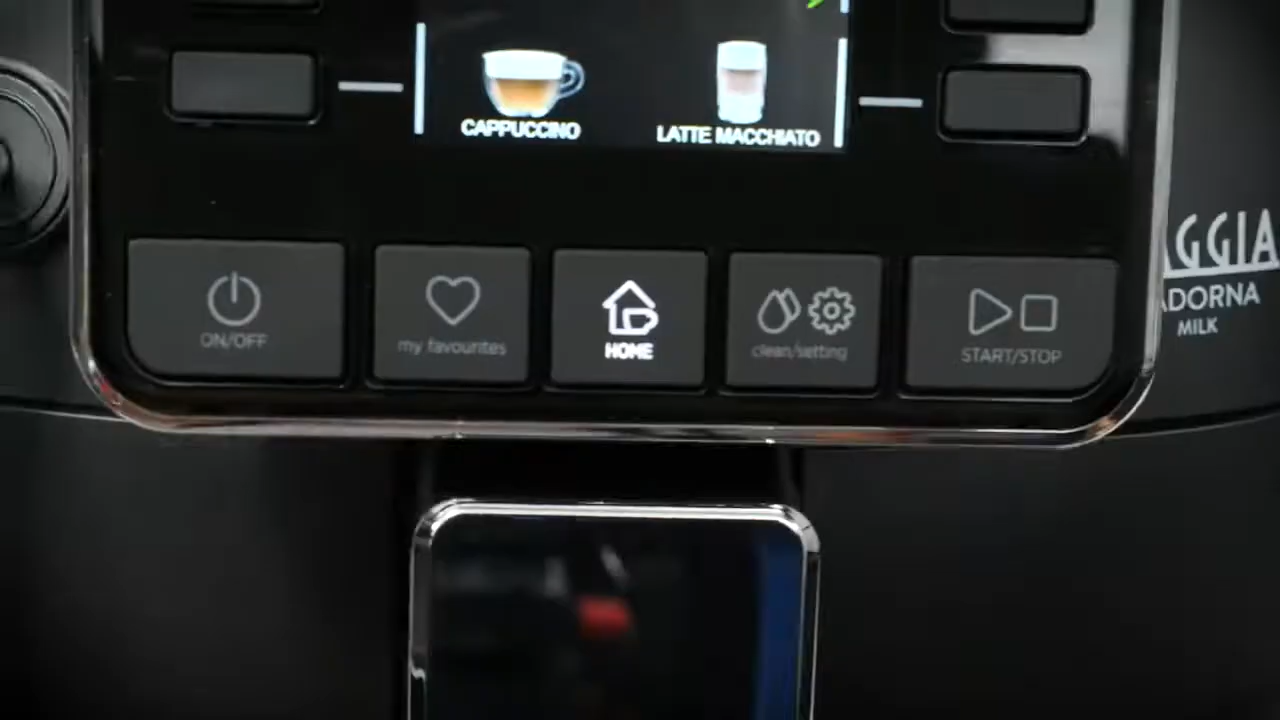 CAPPUCCINO
LATTE MACCHIATO
ON/OFF
my favourites
HOME
clean/setting
START/STOP
AGGIA
ADORNA
MILK